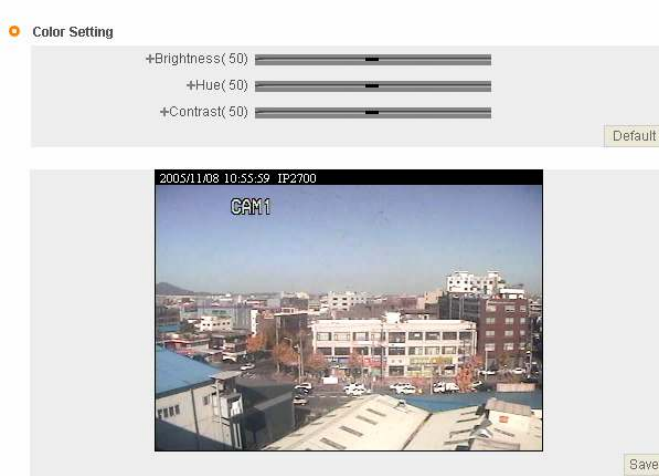 Color Setting
+Brightness( 50)
+Hue( 50)
+Contrast( 50)
Default
2005/11/08 10:55:59 IP2700
CAM1
Save